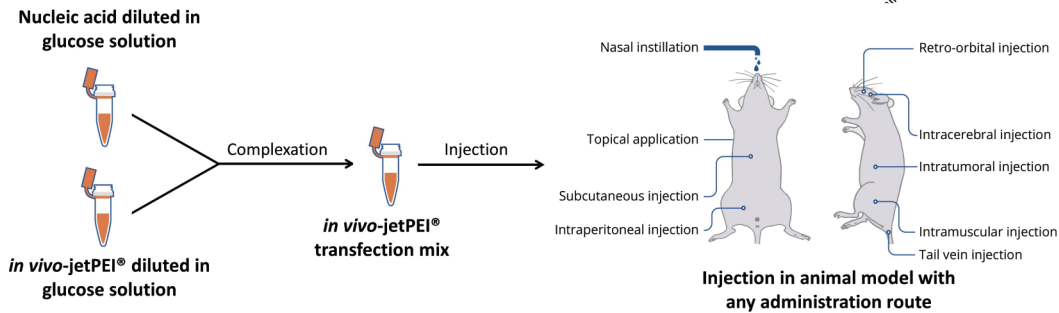 Nucleic acid diluted in
glucose solution
Complexation
Injection
in vivo-jetPEI® diluted in
glucose solution
in vivo-jetPEI®
transfection mix
Nasal instillation
Topical application
Subcutaneous injection
Intraperitoneal injection
Retro-orbital injection
Intracerebral injection
Intratumoral injection
Intramuscular injection
Tail vein injection
Injection in animal model with
any administration route